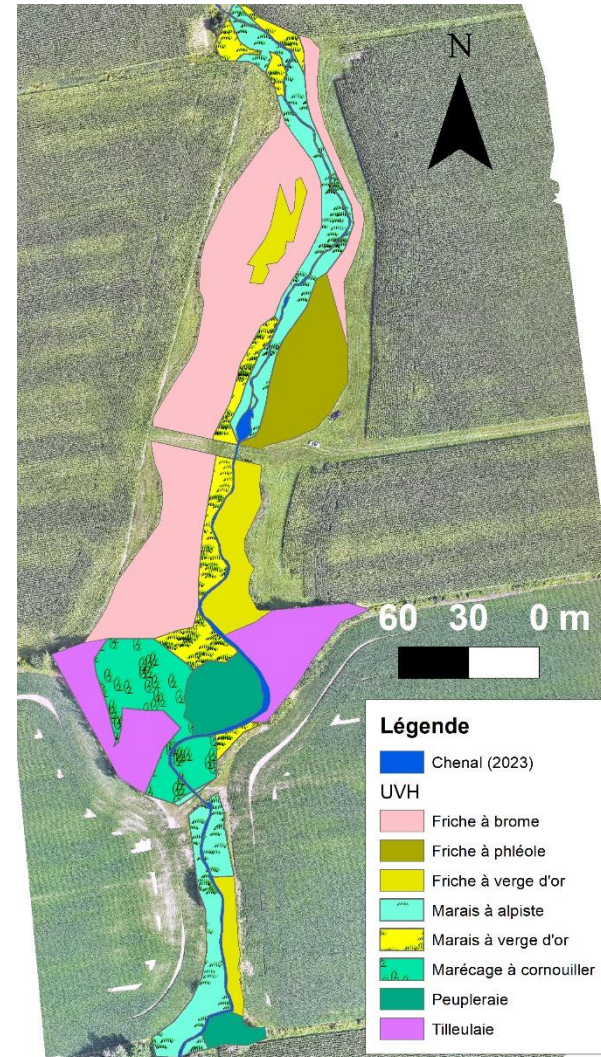 N
60 30 0 m
Légende
Chenal (2023)
UVH
Friche à brome
Friche à phléole
Friche à verge d'or
Marais à alpiste
Marais à verge d'or
Marécage à cornouiller
Peupleraie
Tilleulaie